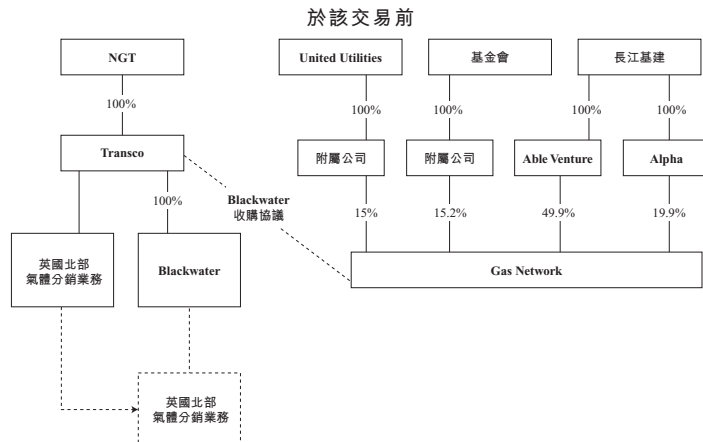 於該交易前
NGT
United Utilities
基金會
長江基建
100%
100%
100%
100%
100%
Transco
附屬公司
附屬公司
Able Venture
Alpha
100%
Blackwater
收購協議
15%
15.2%
49.9%
19.9%
英國北部
氣體分銷業務
Blackwater
Gas Network
英國北部
氣體分銷業務